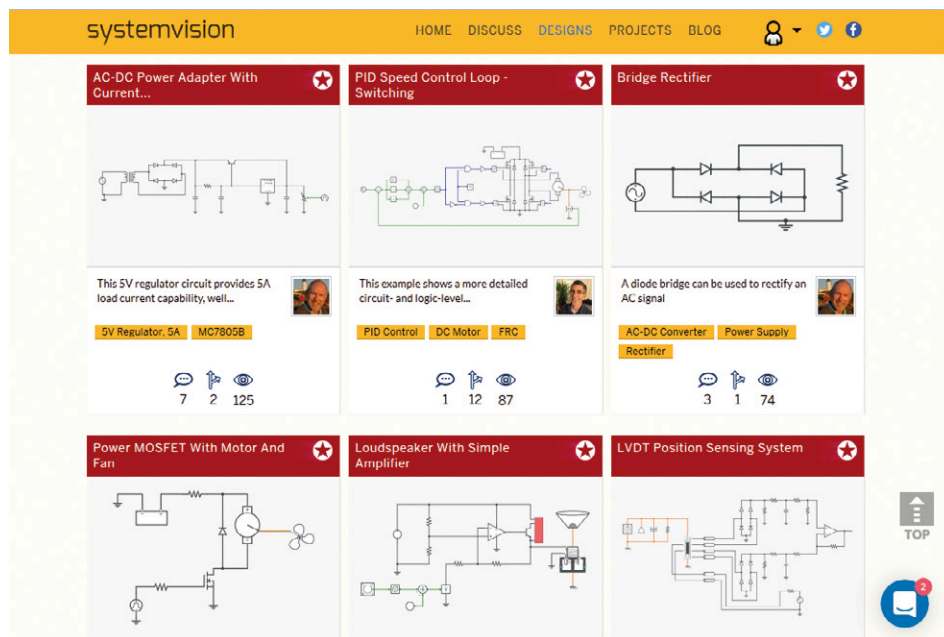 systemvision
HOME DISCUSS DESIGNS PROJECTS BLOG
AC-DC Power Adapter With
Current...
PID Speed Control Loop -
Switching
Bridge Rectifier
This 5V regulator circuit provides 5A
load current capability, well...
This example shows a more detailed
circuit- and logic-level...
A diode bridge can be used to rectify an
AC signal
5V Regulator, 5A MC7805B
PID Control DC Motor FRC
AC-DC Converter Power Supply
Rectifier
7 2 125
1 12 87
3 1 74
Power MOSFET With Motor And
Fan
Loudspeaker With Simple
Amplifier
LVDT Position Sensing System
TOP
2